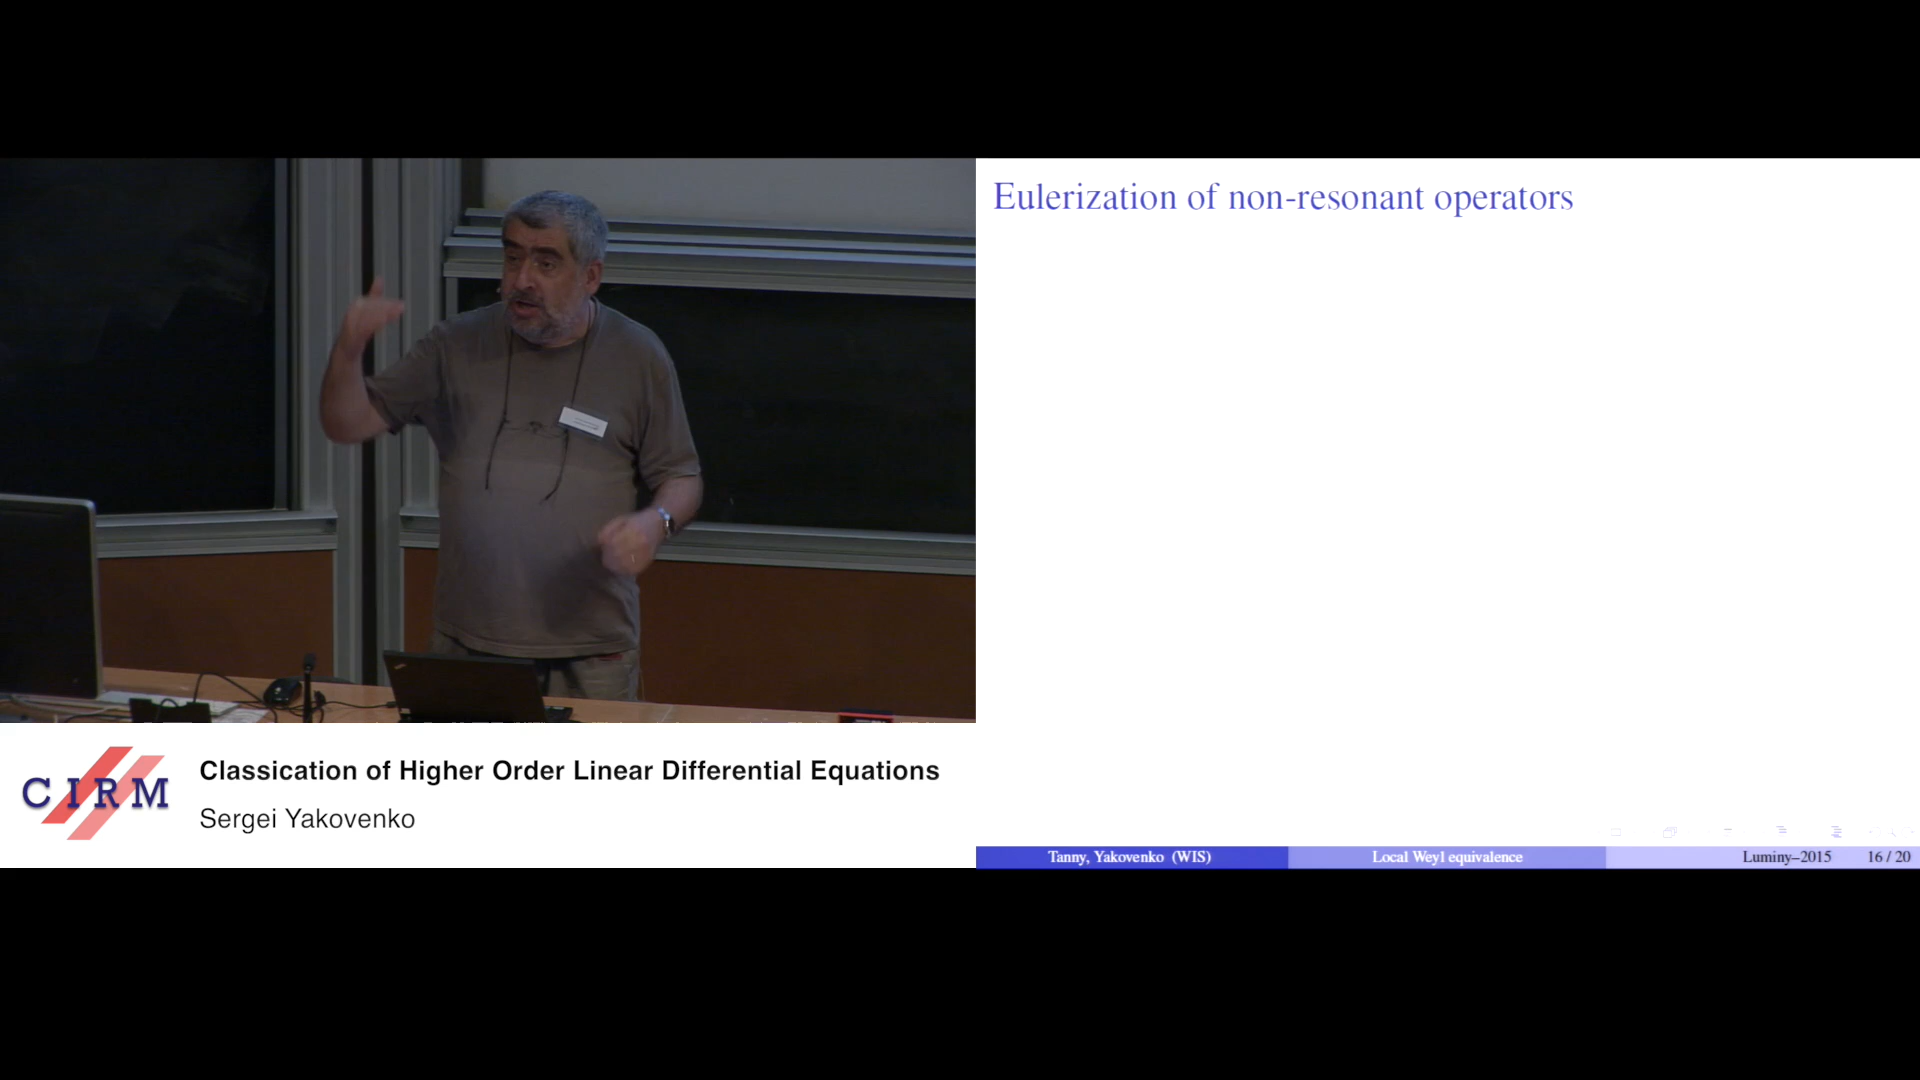 Eulerization of non-resonant operators
CIRM
Classication of Higher Order Linear Differential Equations
Sergei Yakovenko
Tanny, Yakovenko (WIS) Local Weyl equivalence Luminy–2015 16 / 20